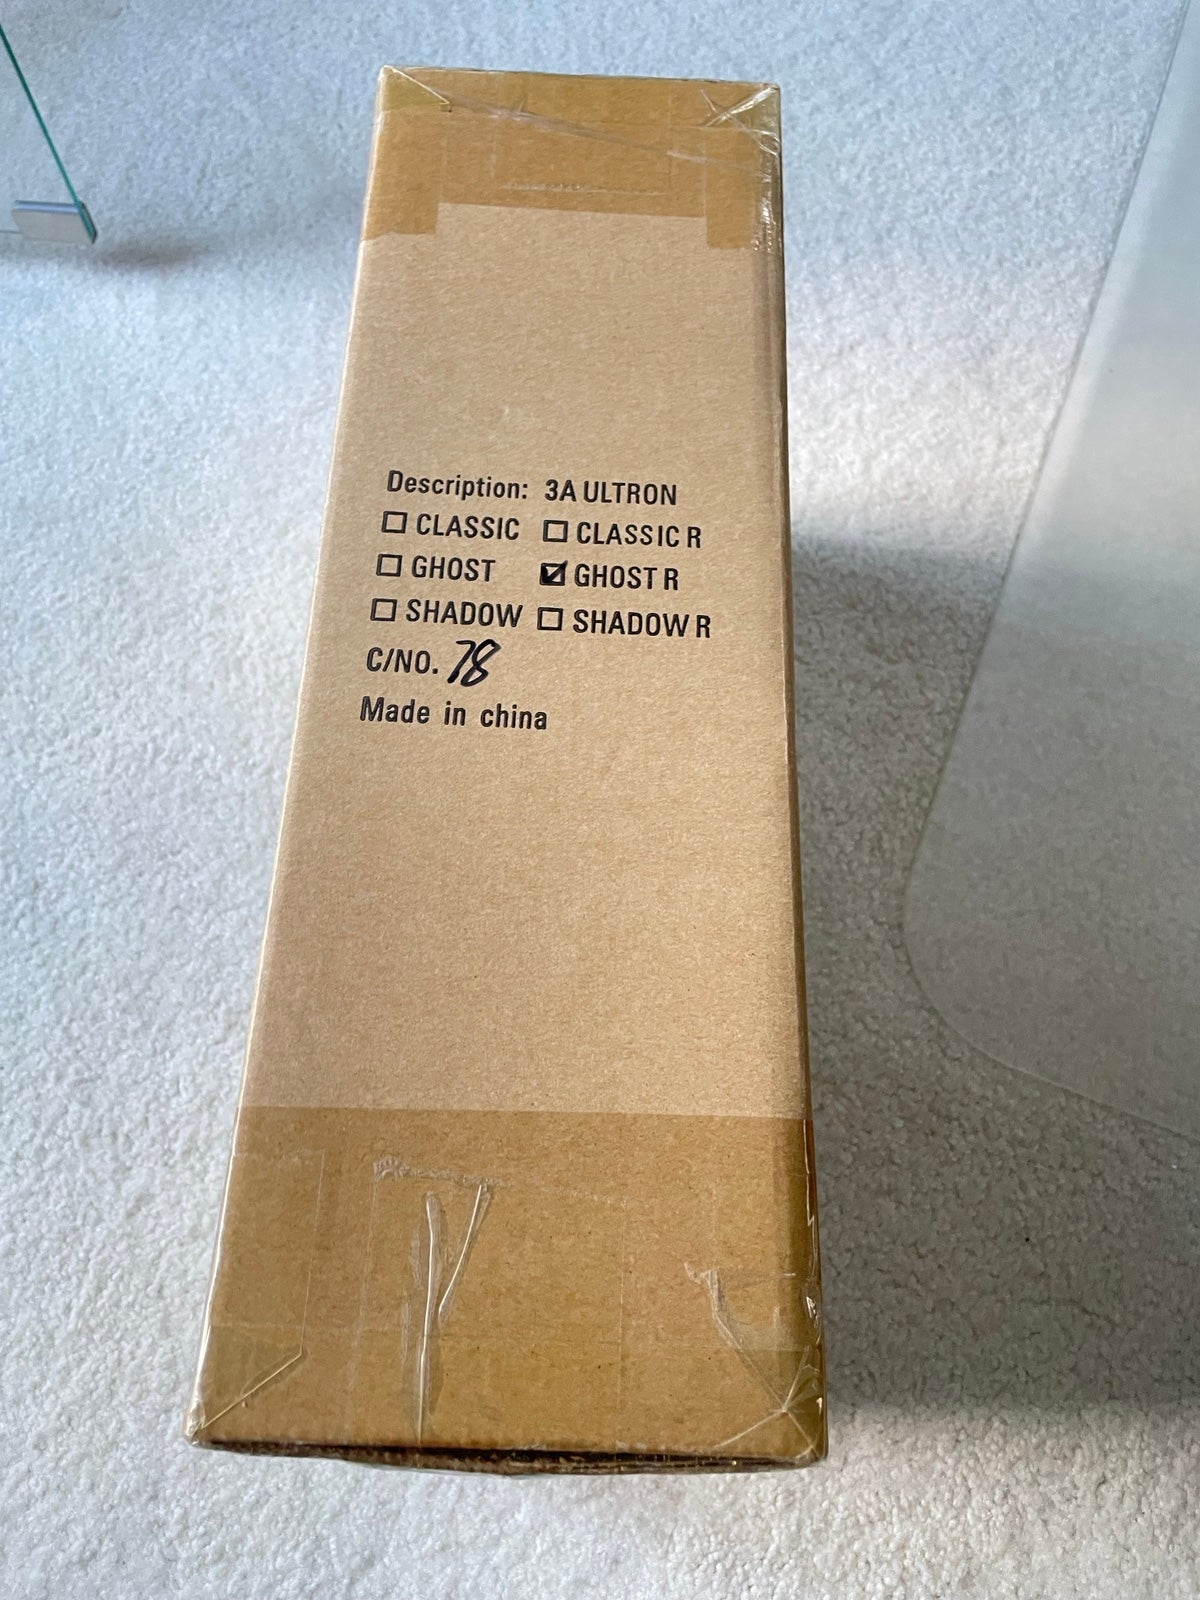 Description: 3A ULTRON
☐ CLASSIC ☐ CLASSIC R
☐ GHOST ☑ GHOST R
☐ SHADOW ☐ SHADOW R
C/NO. 78
Made in china